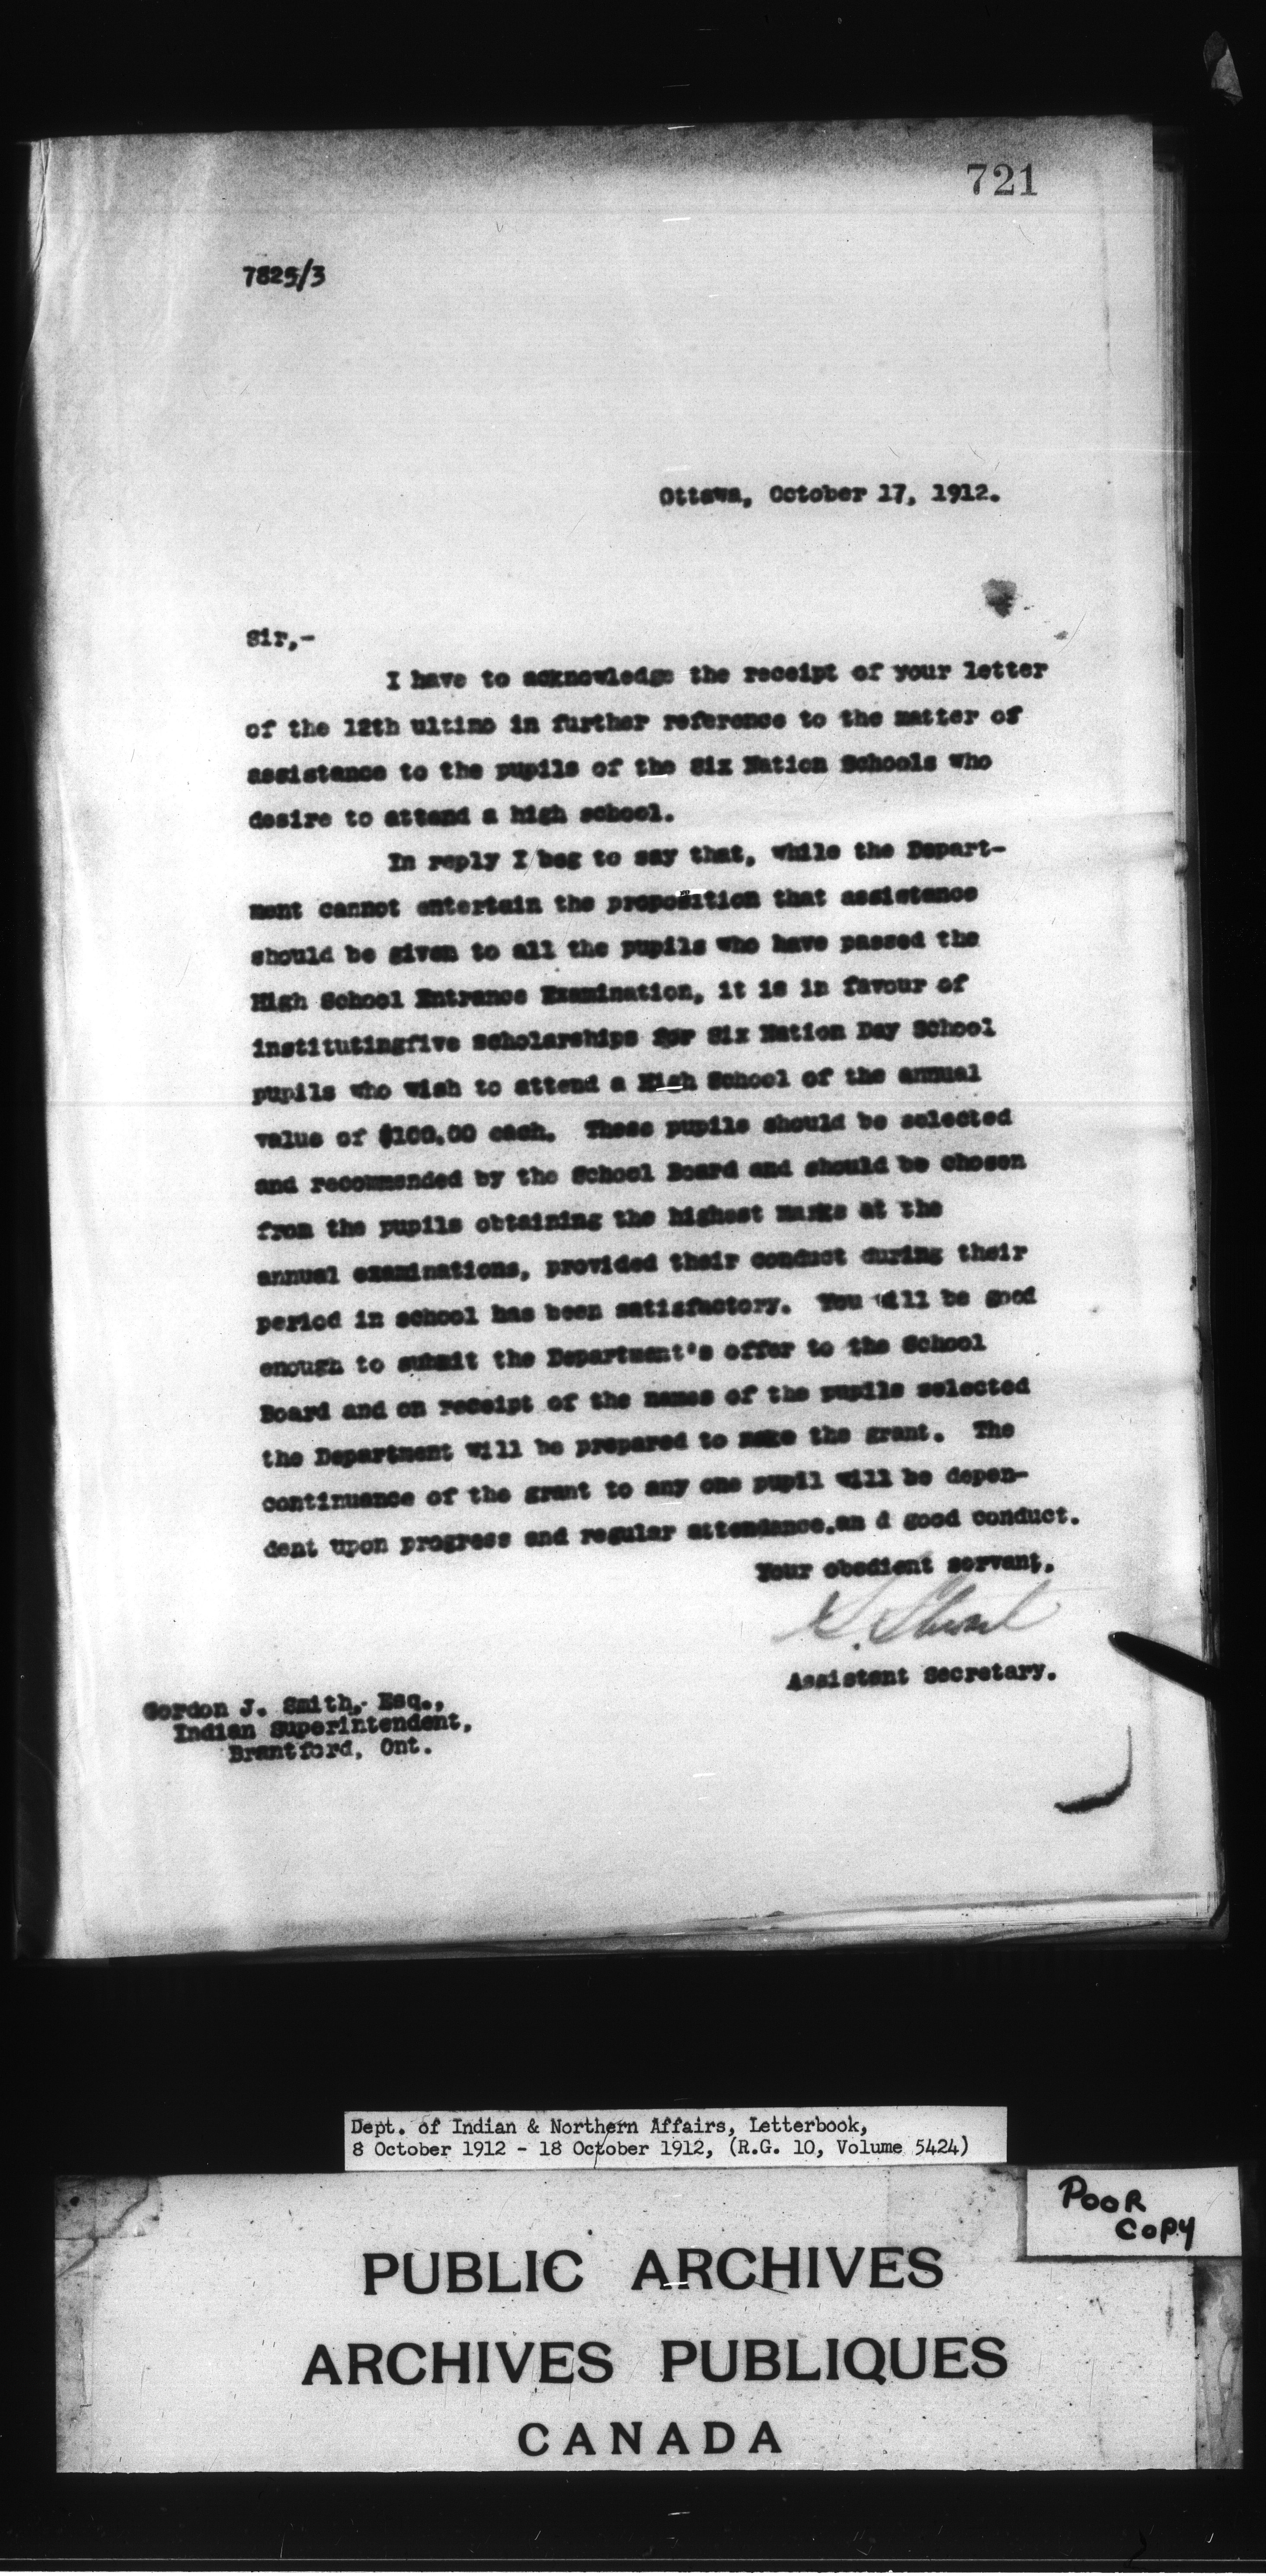 721
7825/3
Ottawa, October 17, 1912.
Sir,-
I have to acknowledge the receipt of your letter
of the 12th ultimo in further reference to the matter of
assistance to the pupils of the Six Nation Schools who
desire to attend a high school.
In reply I beg to say that, while the Depart-
ment cannot entertain the proposition that assistance
should be given to all the pupils who have passed the
High School Entrance Examination, it is in favour of
institutingfive scholarships for Six Nation Day School
pupils who wish to attend a High School of the annual
value of $100.00 each. These pupils should be selected
and recommended by the School Board and should be chosen
from the pupils obtaining the highest marks at the
annual examinations, provided their conduct during their
period in school has been satisfactory. You will be good
enough to submit the Department's offer to the School
Board and on receipt of the names of the pupils selected
the Department will be prepared to make the grant. The
continuance of the grant to any one pupil will be depen-
dent upon progress and regular attendance.an d good conduct.
Your obedient servant,
S. Stewart
Assistant Secretary.
Gordon J. Smith, Esq.,
Indian Superintendent,
Brantford, Ont.
Dept. of Indian & Northern Affairs, Letterbook,
8 October 1912 - 18 October 1912, (R.G. 10, Volume 5424)
POOR
COPY
PUBLIC ARCHIVES
ARCHIVES PUBLIQUES
CANADA